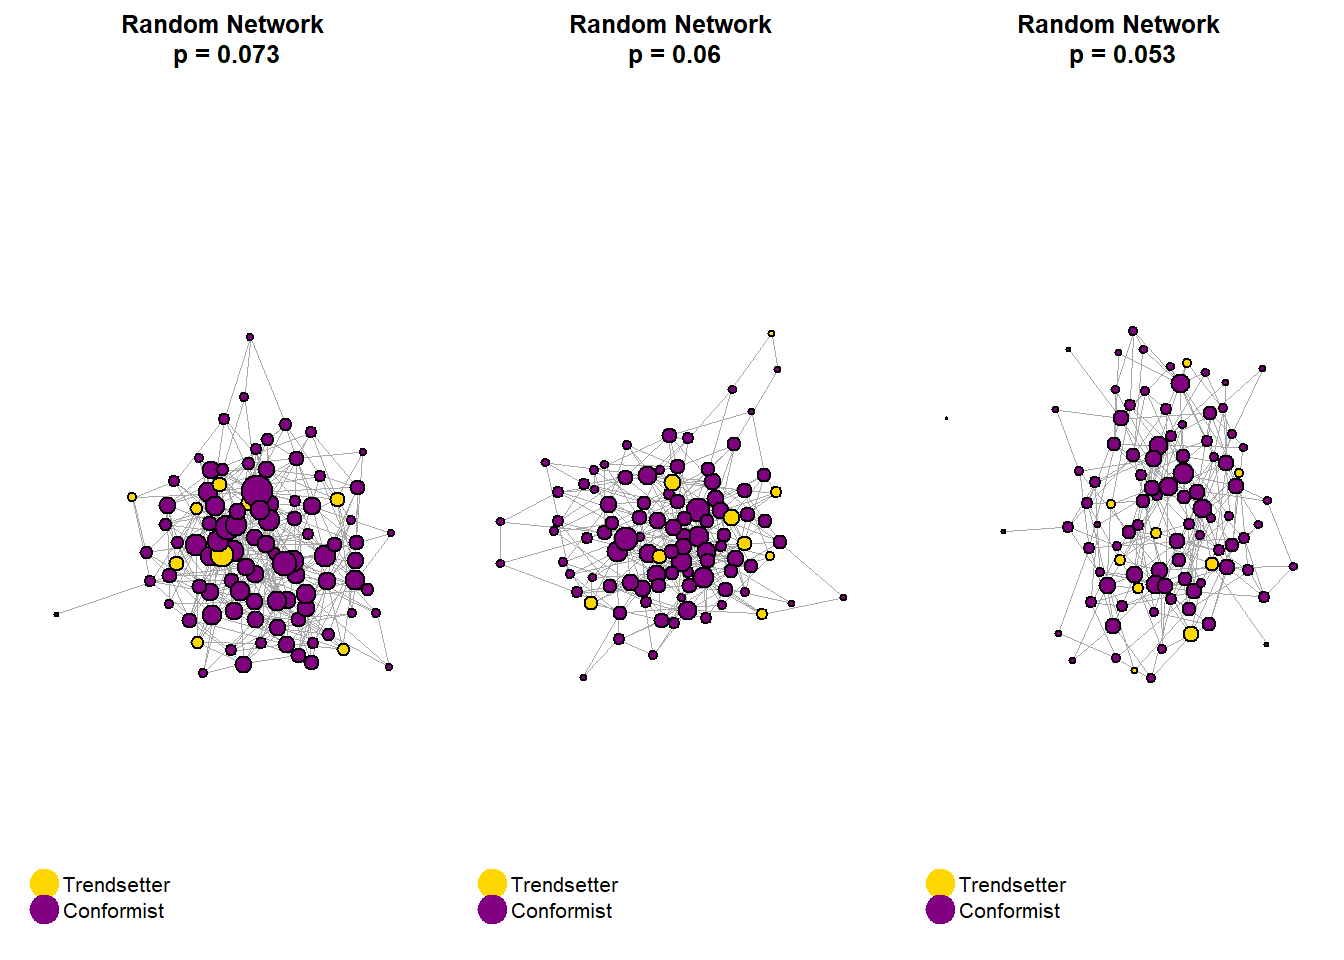 Random Network
p = 0.073
Random Network
p = 0.06
Random Network
p = 0.053
Trendsetter
Conformist
Trendsetter
Conformist
Trendsetter
Conformist